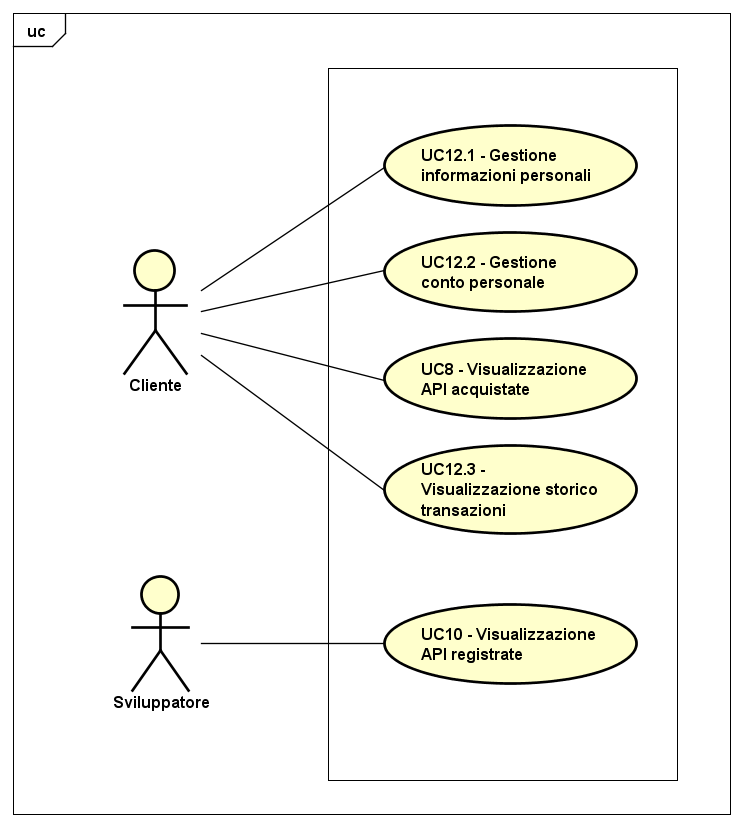 uc
UC12.1 - Gestione
informazioni personali
UC12.2 - Gestione
conto personale
UC8 - Visualizzazione
API acquistate
Cliente
UC12.3 -
Visualizzazione storico
transazioni
UC10 - Visualizzazione
API registrate
Sviluppatore